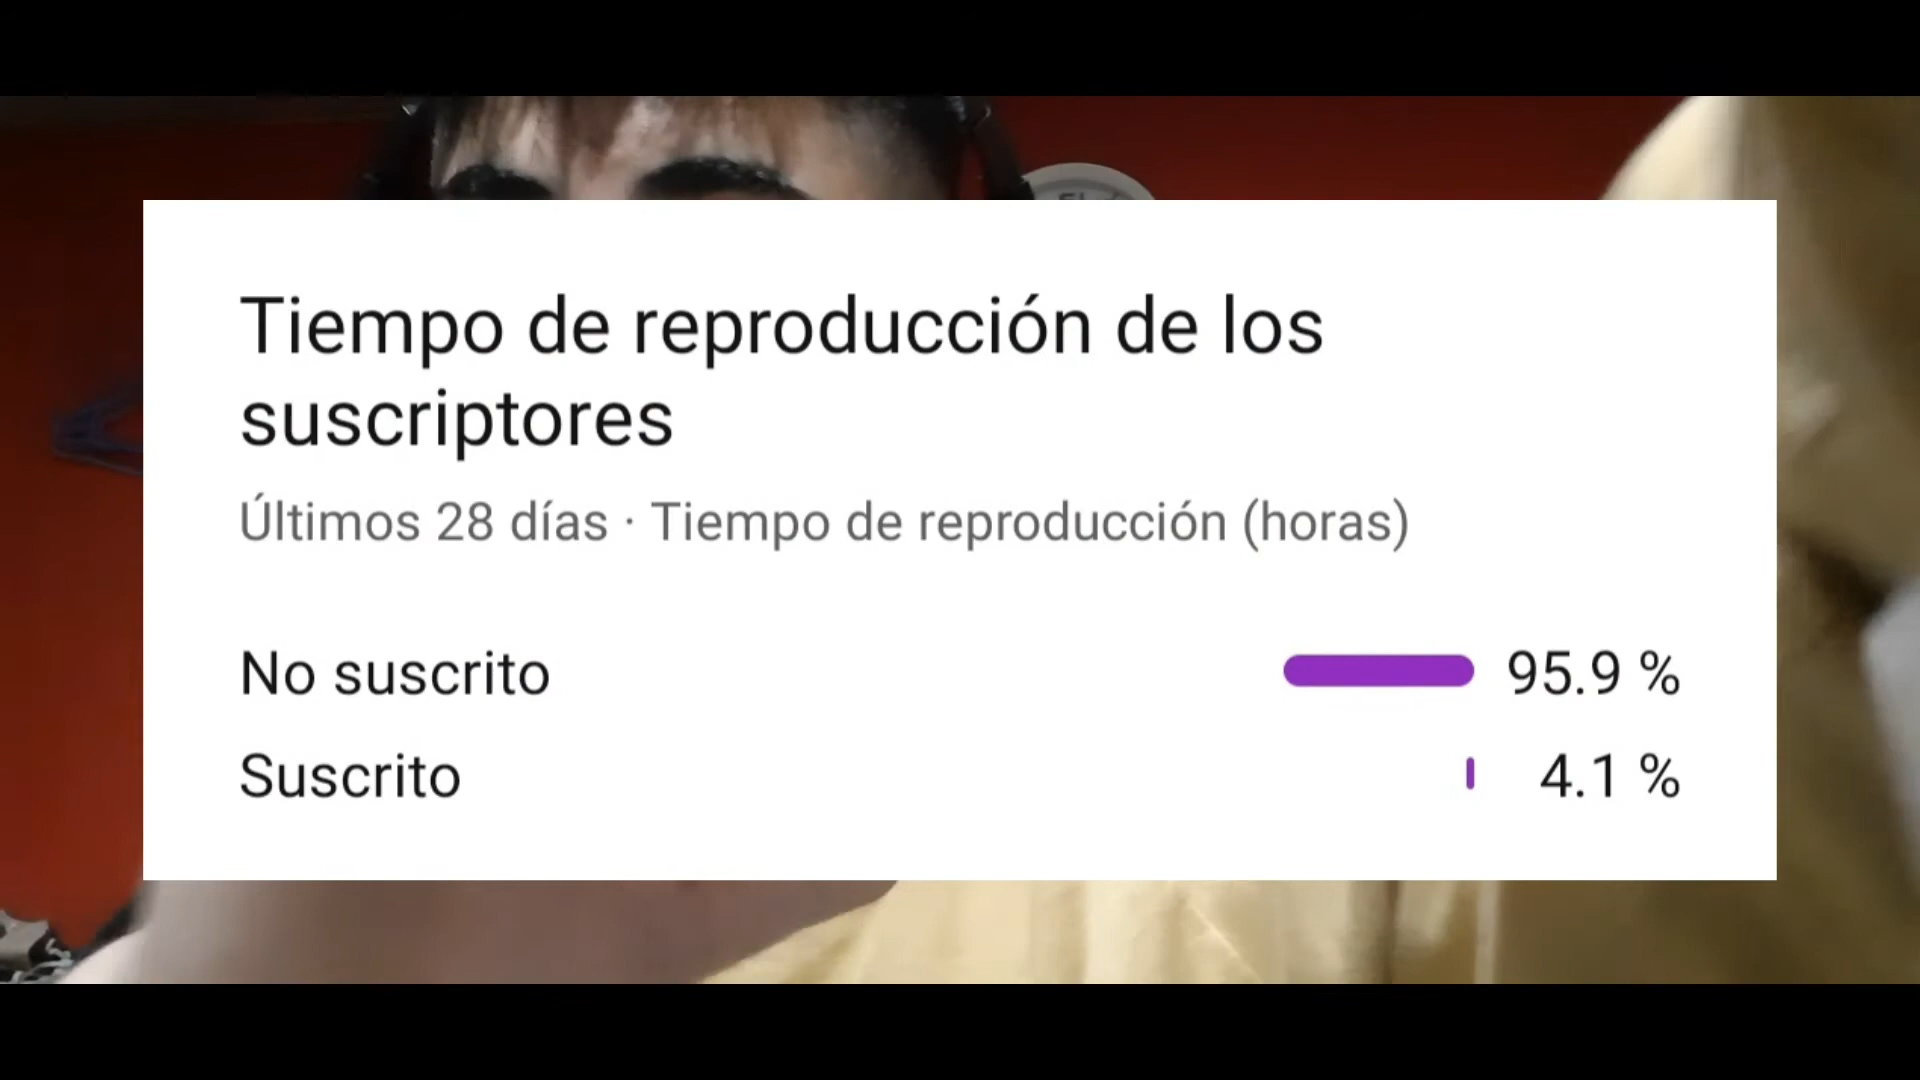 Tiempo de reproducción de los
suscriptores
Últimos 28 días · Tiempo de reproducción (horas)
No suscrito 95.9 %
Suscrito 4.1 %